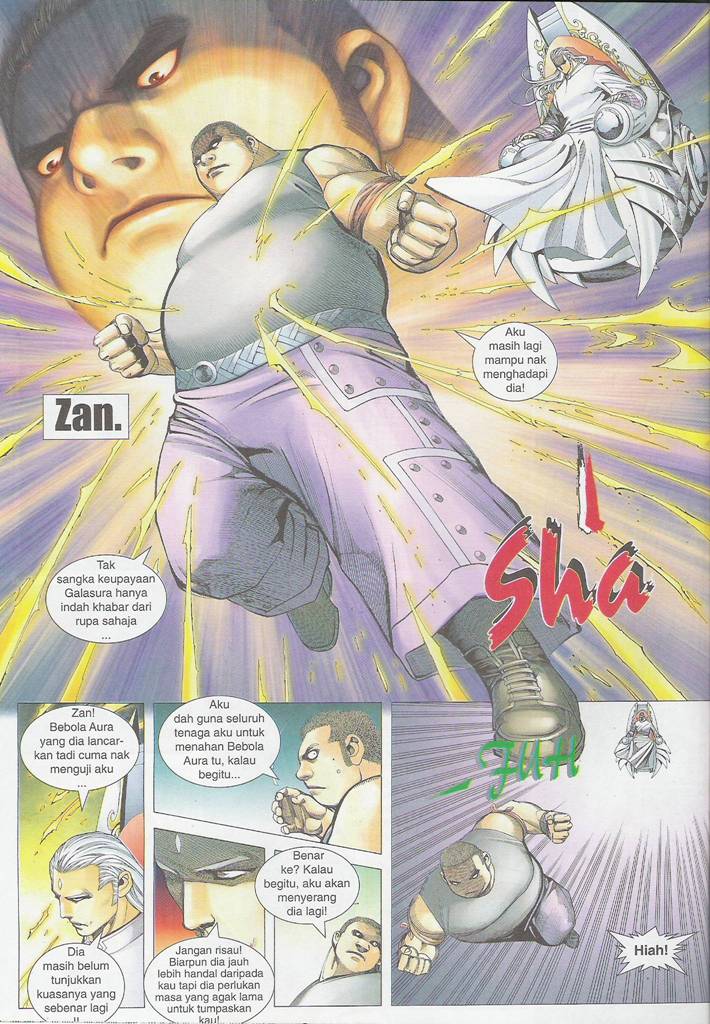 Aku
masih lagi
mampu nak
menghadapi
dia!
Zan.
Sha
Tak
sangka keupayaan
Galasura hanya
indah khabar dari
rupa sahaja
...
Zan!
Bebola Aura
yang dia lancar-
kan tadi cuma nak
menguji aku
...
Dia
masih belum
tunjukkan
kuasanya yang
sebenar lagi
!!
Aku
dah guna seluruh
tenaga aku untuk
menahan Bebola
Aura tu, kalau
begitu...
Jangan risau!
Biarpun dia jauh
lebih handal daripada
kau tapi dia perlukan
masa yang agak lama
untuk tumpaskan
kau!
Benar
ke? Kalau
begitu, aku akan
menyerang
dia lagi!
FUH
Hiah!